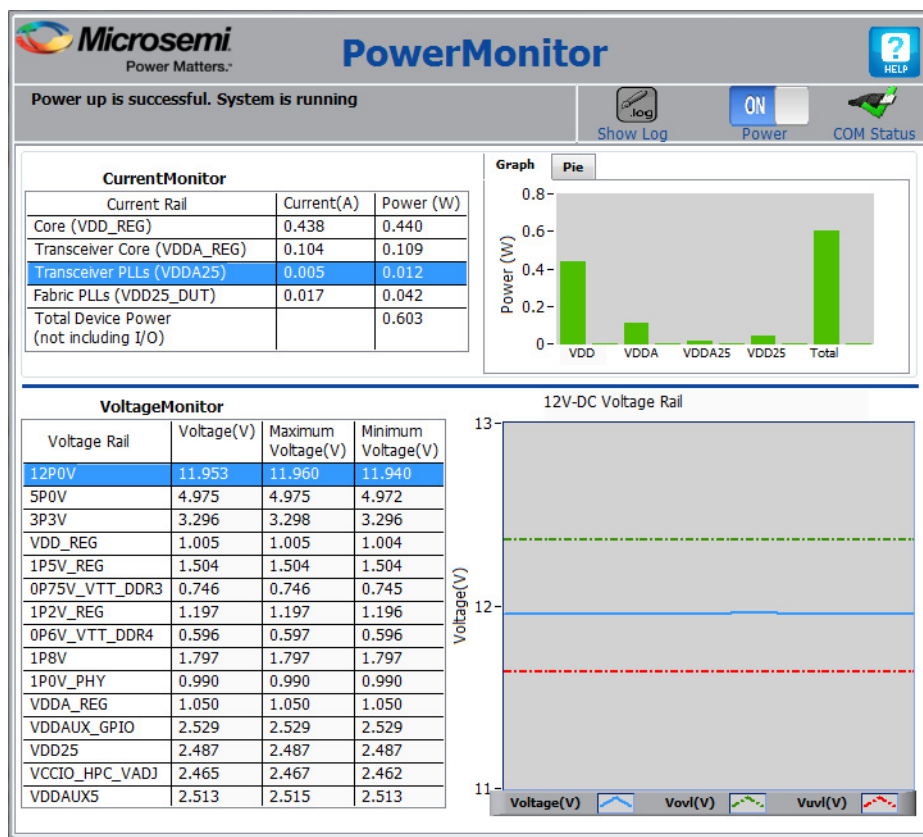 Microsemi
Power Matters.™
PowerMonitor
HELP
Power up is successful. System is running
.log
ON
Show Log
Power
COM Status
CurrentMonitor
Current Rail Current(A) Power (W)
Core (VDD_REG) 0.438 0.440
Transceiver Core (VDDA_REG) 0.104 0.109
Transceiver PLLs (VDDA25) 0.005 0.012
Fabric PLLs (VDD25_DUT) 0.017 0.042
Total Device Power 0.603
(not including I/O)
Graph Pie
Power (W)
0.8
0.6
0.4
0.2
0
VDD VDDA VDDA25 VDD25 Total
VoltageMonitor
Voltage Rail Voltage(V) Maximum Voltage(V) Minimum Voltage(V)
12P0V 11.953 11.960 11.940
5P0V 4.975 4.975 4.972
3P3V 3.296 3.298 3.296
VDD_REG 1.005 1.005 1.004
1P5V_REG 1.504 1.504 1.504
0P75V_VTT_DDR3 0.746 0.746 0.745
1P2V_REG 1.197 1.197 1.196
0P6V_VTT_DDR4 0.596 0.597 0.596
1P8V 1.797 1.797 1.797
1P0V_PHY 0.990 0.990 0.990
VDDA_REG 1.050 1.050 1.050
VDDAUX_GPIO 2.529 2.529 2.529
VDD25 2.487 2.487 2.487
VCCIO_HPC_VADJ 2.465 2.467 2.462
VDDAUX5 2.513 2.515 2.513
12V-DC Voltage Rail
Voltage(V)
13
12
11
Voltage(V) Vovl(V) Vuvl(V)